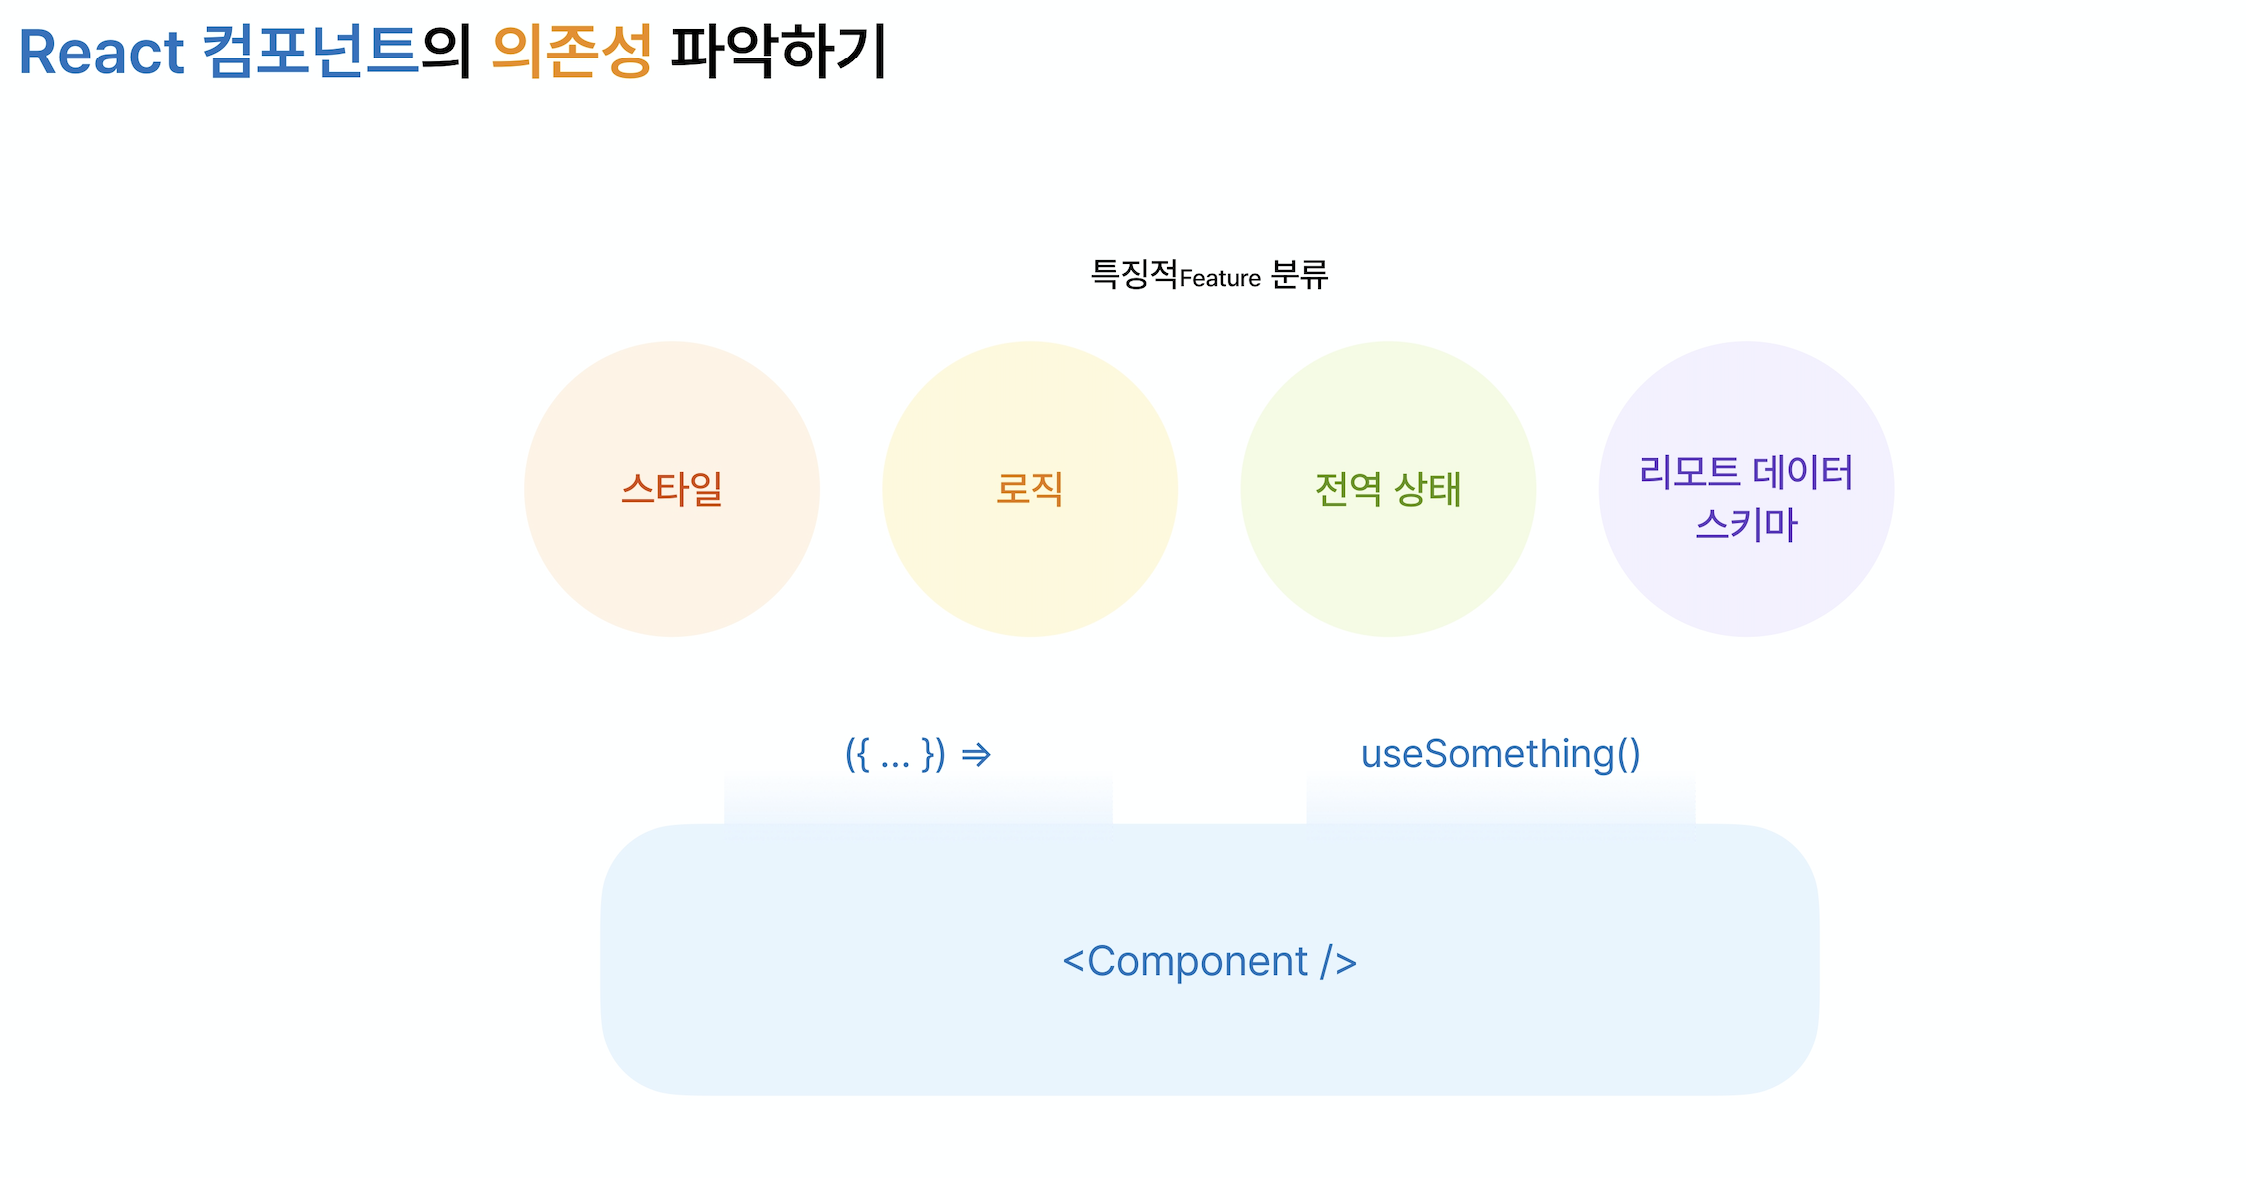 React 컴포넌트의 의존성 파악하기
특징적Feature 분류
스타일
로직
전역 상태
리모트 데이터
스키마
({ ... }) ⇒
useSomething()
<Component />